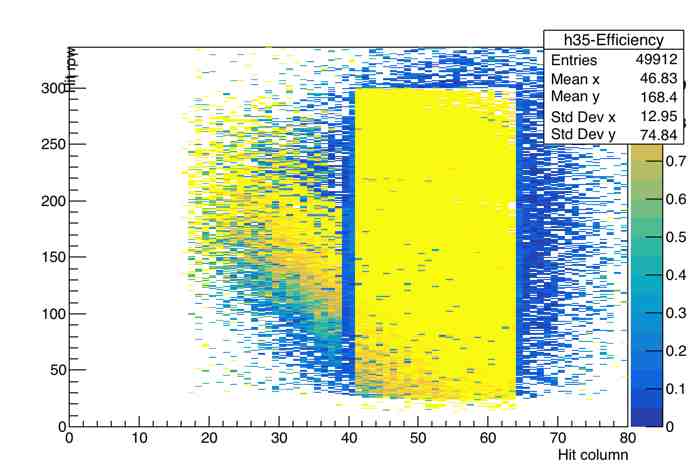 h35-Efficiency
Entries 49912
Mean x 46.83
Mean y 168.4
Std Dev x 12.95
Std Dev y 74.84
Hit row
300
250
200
150
100
50
0
0 10 20 30 40 50 60 70 80
Hit column
0.7
0.6
0.5
0.4
0.3
0.2
0.1
0